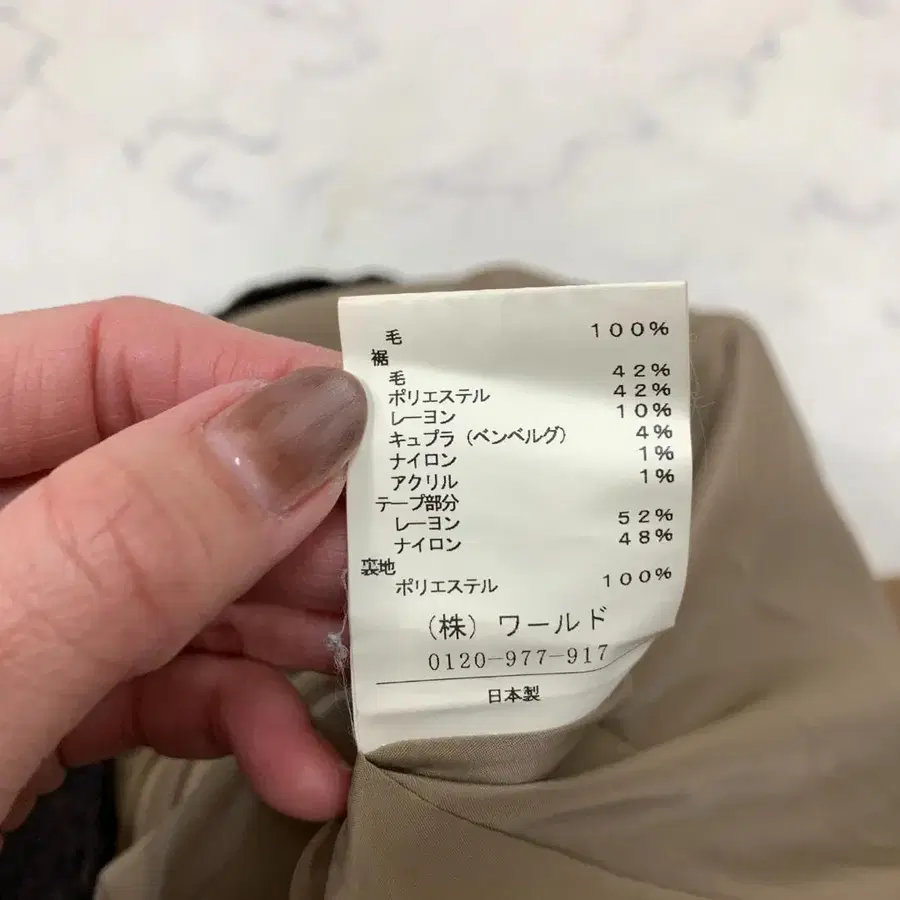 毛 100%
裾
毛 42%
ポリエステル 42%
レーヨン 10%
キュプラ（ベンベルグ） 4%
ナイロン 1%
アクリル 1%
テープ部分
レーヨン 52%
ナイロン 48%
裏地
ポリエステル 100%
（株）ワールド
0120-977-917
日本製